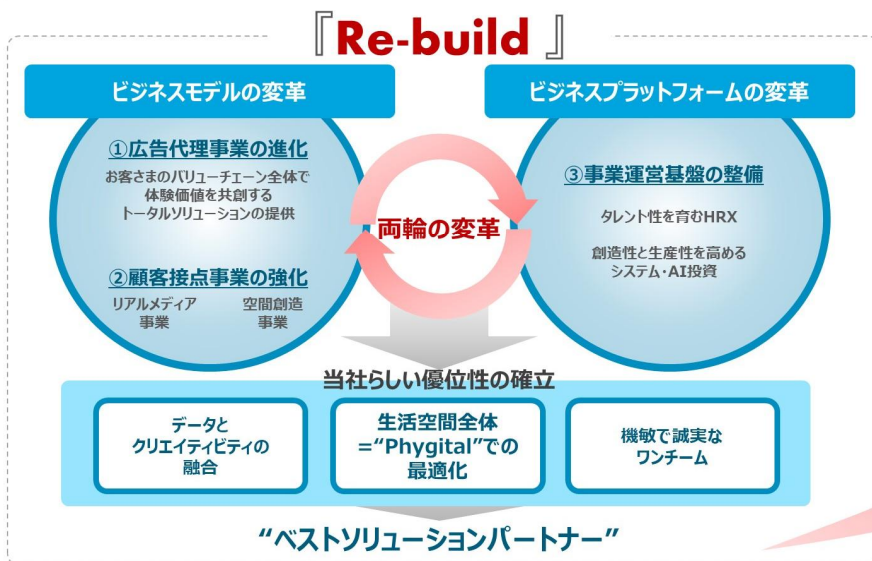 『Re-build 』
ビジネスモデルの変革
①広告代理事業の進化
お客さまのバリューチェーン全体で
体験価値を共創する
トータルソリューションの提供
②顧客接点事業の強化
リアルメディア
事業
空間創造
事業
両輪の変革
ビジネスプラットフォームの変革
③事業運営基盤の整備
タレント性を育むHRX
創造性と生産性を高める
システム・AI投資
当社らしい優位性の確立
データと
クリエイティビティの
融合
生活空間全体
=“Phygital”での
最適化
機敏で誠実な
ワンチーム
“ベストソリューションパートナー”